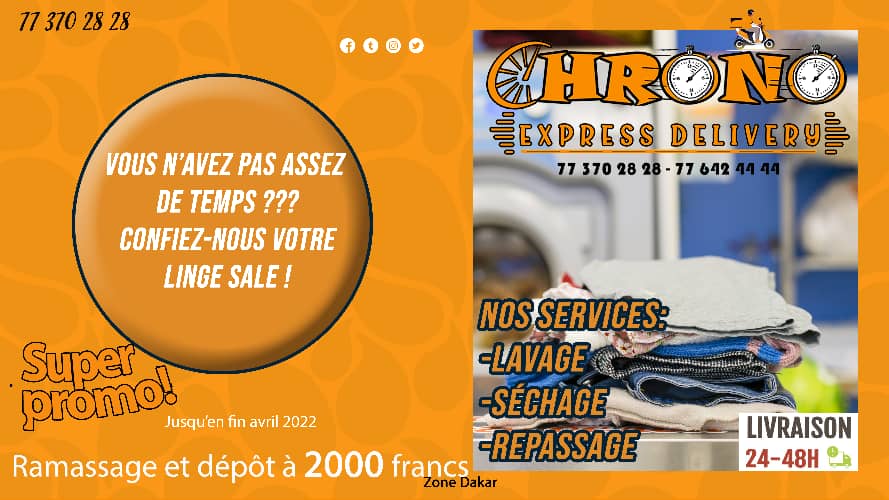 77 370 28 28
VOUS N'AVEZ PAS ASSEZ
DE TEMPS ???
CONFIEZ-NOUS VOTRE
LINGE SALE !
Super
promo!
Jusqu'en fin avril 2022
Ramassage et dépôt à 2000 francs
Zone Dakar
CHRONO
EXPRESS DELIVERY
77 370 28 28 - 77 642 44 44
NOS SERVICES:
-LAVAGE
-SÉCHAGE
-REPASSAGE
LIVRAISON
24-48H